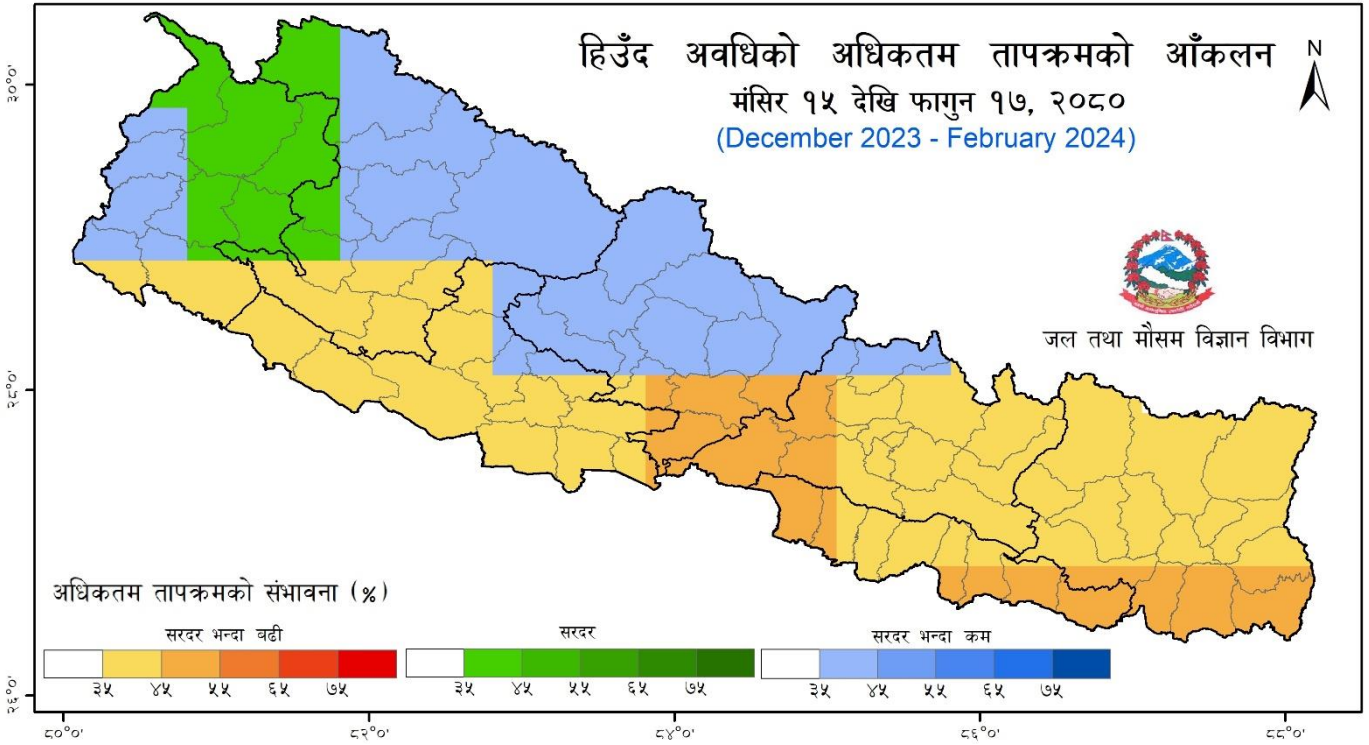 हिउँद अवधिको अधिकतम तापक्रमको आँकलन
मंसिर १५ देखि फागुन १७, २०८०
(December 2023 - February 2024)
N
जल तथा मौसम विज्ञान विभाग
३०°०'
२८°०'
२६°०'
अधिकतम तापक्रमको संभावना (%)
सरदर भन्दा बढी
सरदर
सरदर भन्दा कम
३५ ४५ ५५ ६५ ७५
३५ ४५ ५५ ६५ ७५
३५ ४५ ५५ ६५ ७५
८०°०' ८२°०' ८४°०' ८६°०' ८८°०'